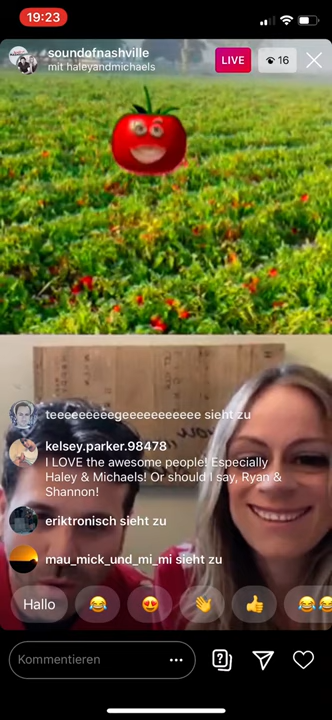 19:23
soundofnashville
mit haleyandmichaels
LIVE
16
teeeeeeeeegeeeeeeeeeee sieht zu
kelsey.parker.98478
I LOVE the awesome people! Especially
Haley & Michaels! Or should I say, Ryan &
Shannon!
eriktronisch sieht zu
mau_mick_und_mi_mi sieht zu
Hallo
Kommentieren